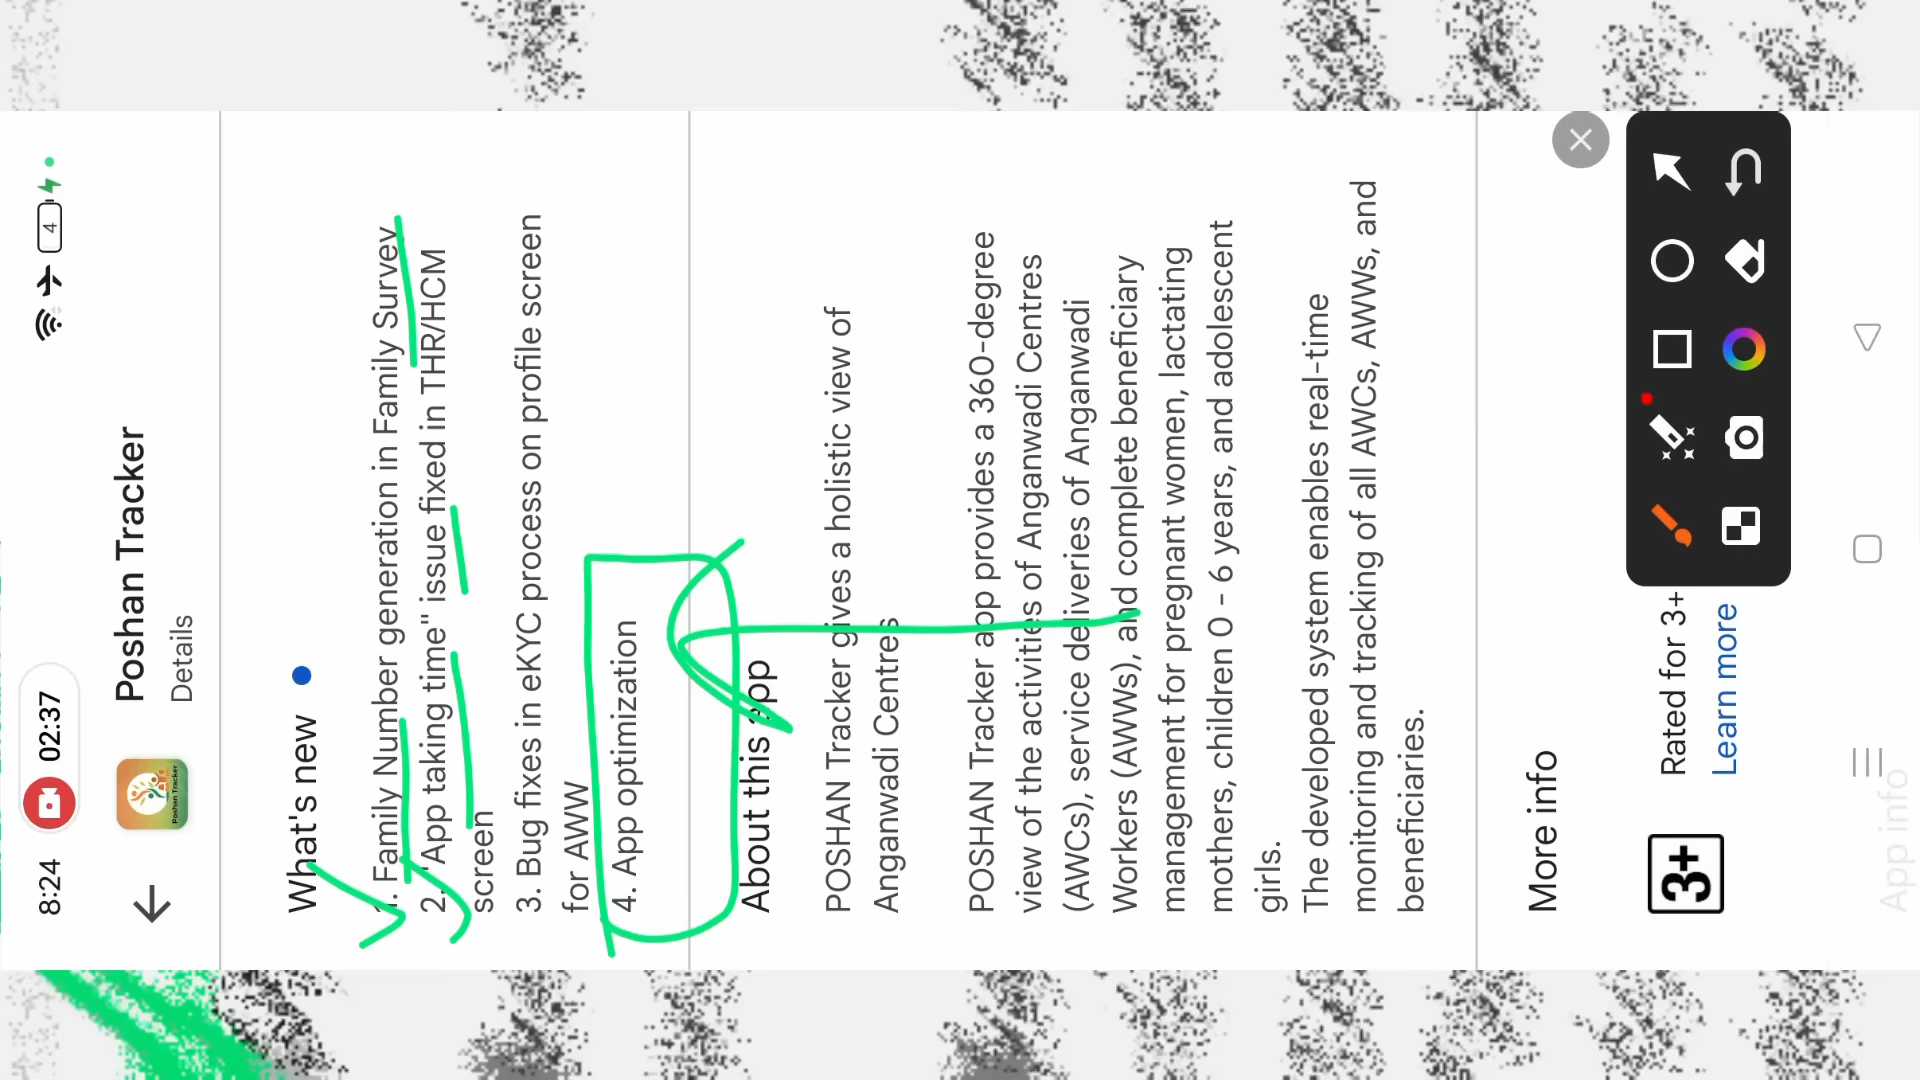 8:24
02:37
4
Poshan Tracker
Details
Poshan Tracker
What's new
1. Family Number generation in Family Survey
2. "App taking time" issue fixed in THR/HCM
screen
3. Bug fixes in eKYC process on profile screen
for AWW
4. App optimization
About this app
POSHAN Tracker gives a holistic view of
Anganwadi Centres
POSHAN Tracker app provides a 360-degree
view of the activities of Anganwadi Centres
(AWCs), service deliveries of Anganwadi
Workers (AWWs), and complete beneficiary
management for pregnant women, lactating
mothers, children 0 - 6 years, and adolescent
girls.
The developed system enables real-time
monitoring and tracking of all AWCs, AWWs, and
beneficiaries.
More info
3+
Rated for 3+
Learn more
App info